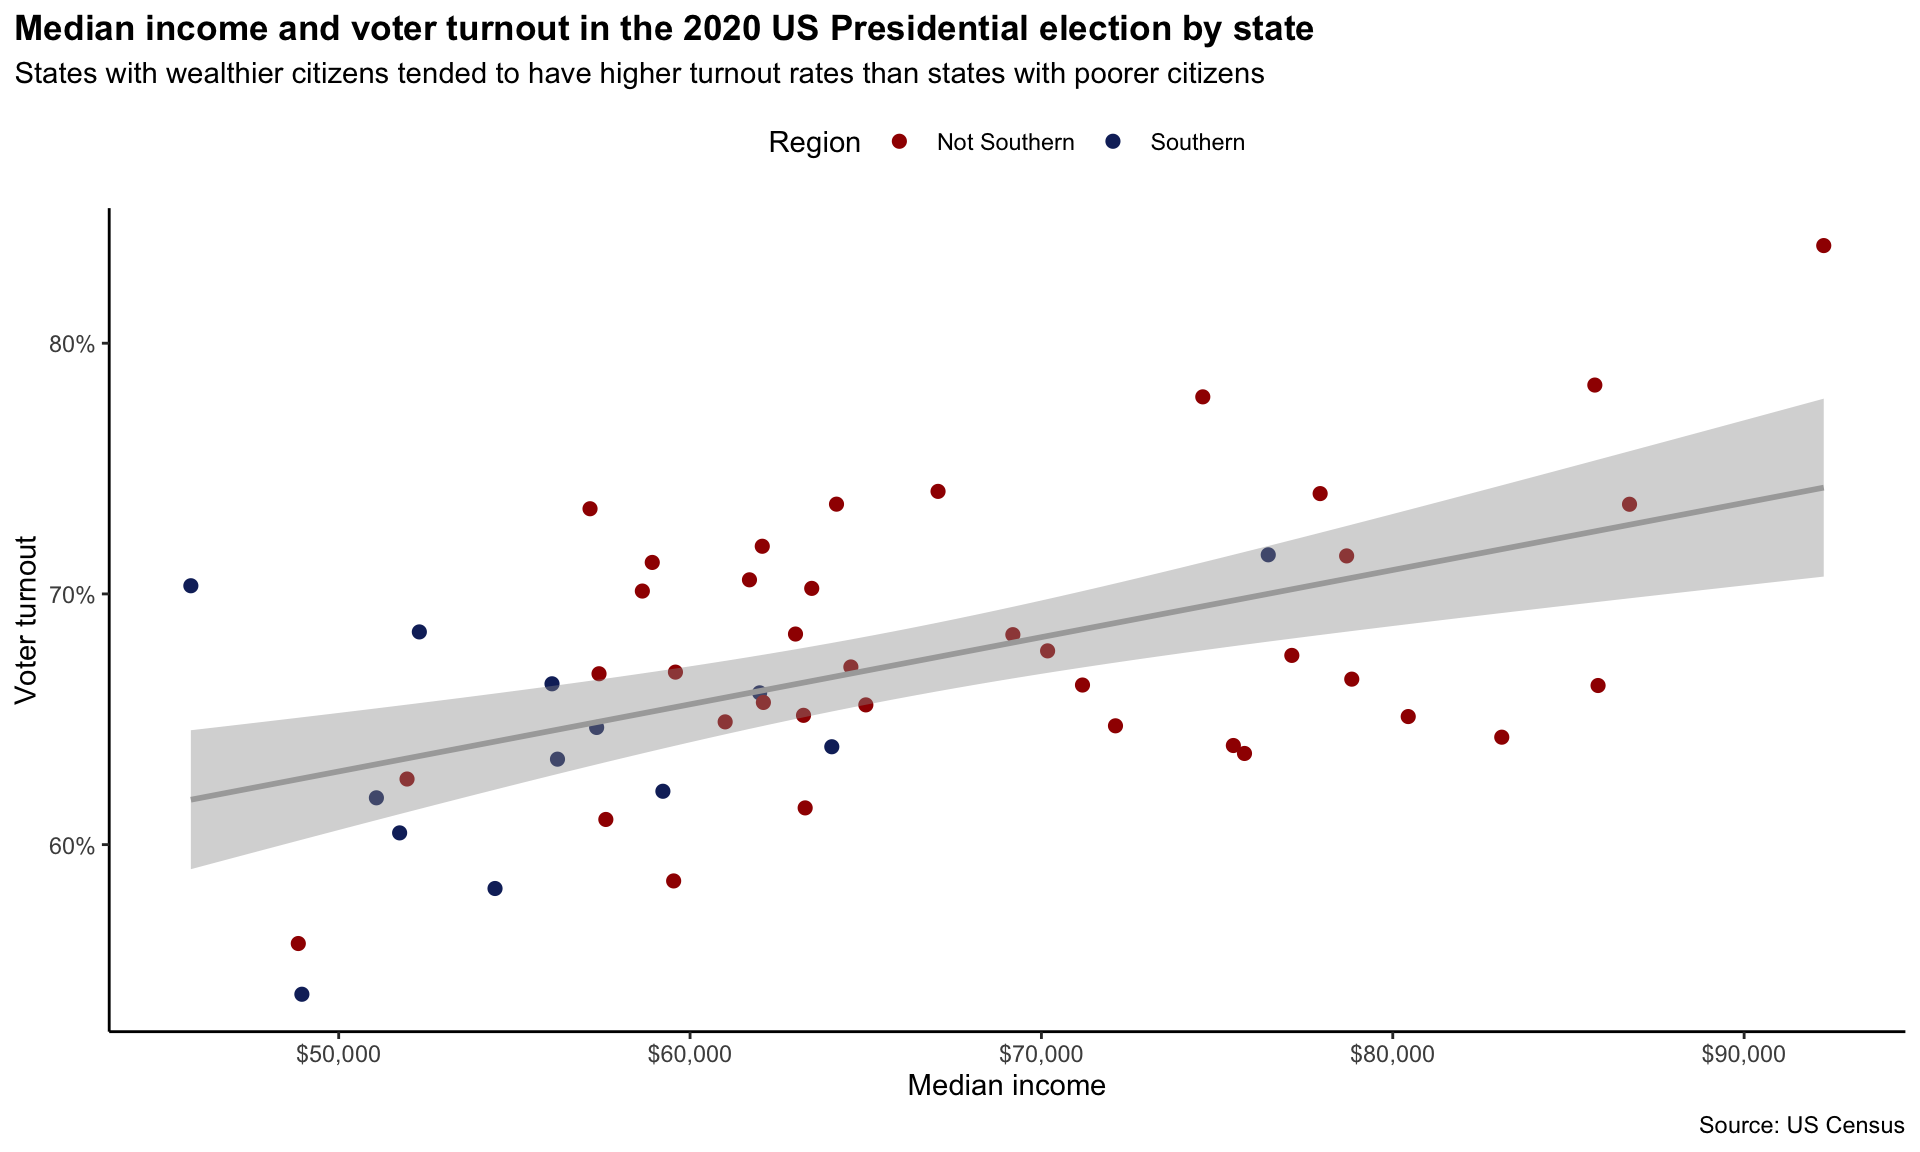 Median income and voter turnout in the 2020 US Presidential election by state
States with wealthier citizens tended to have higher turnout rates than states with poorer citizens
Region Not Southern Southern
Voter turnout
80%
70%
60%
$50,000 $60,000 $70,000 $80,000 $90,000
Median income
Source: US Census